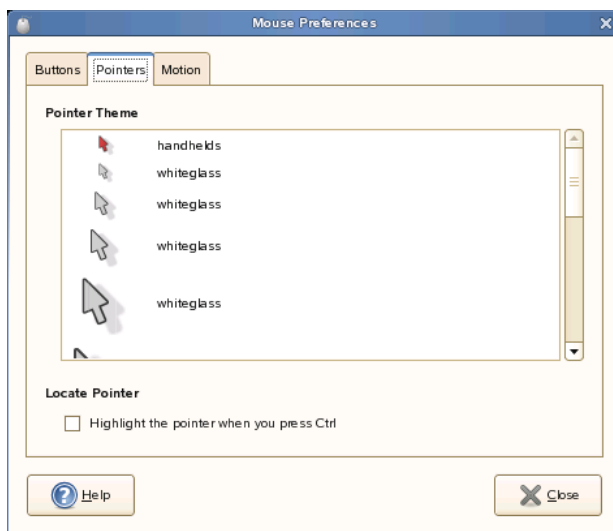 Mouse Preferences
Buttons Pointers Motion
Pointer Theme
handhelds
whiteglass
whiteglass
whiteglass
whiteglass
Locate Pointer
Highlight the pointer when you press Ctrl
Help Close